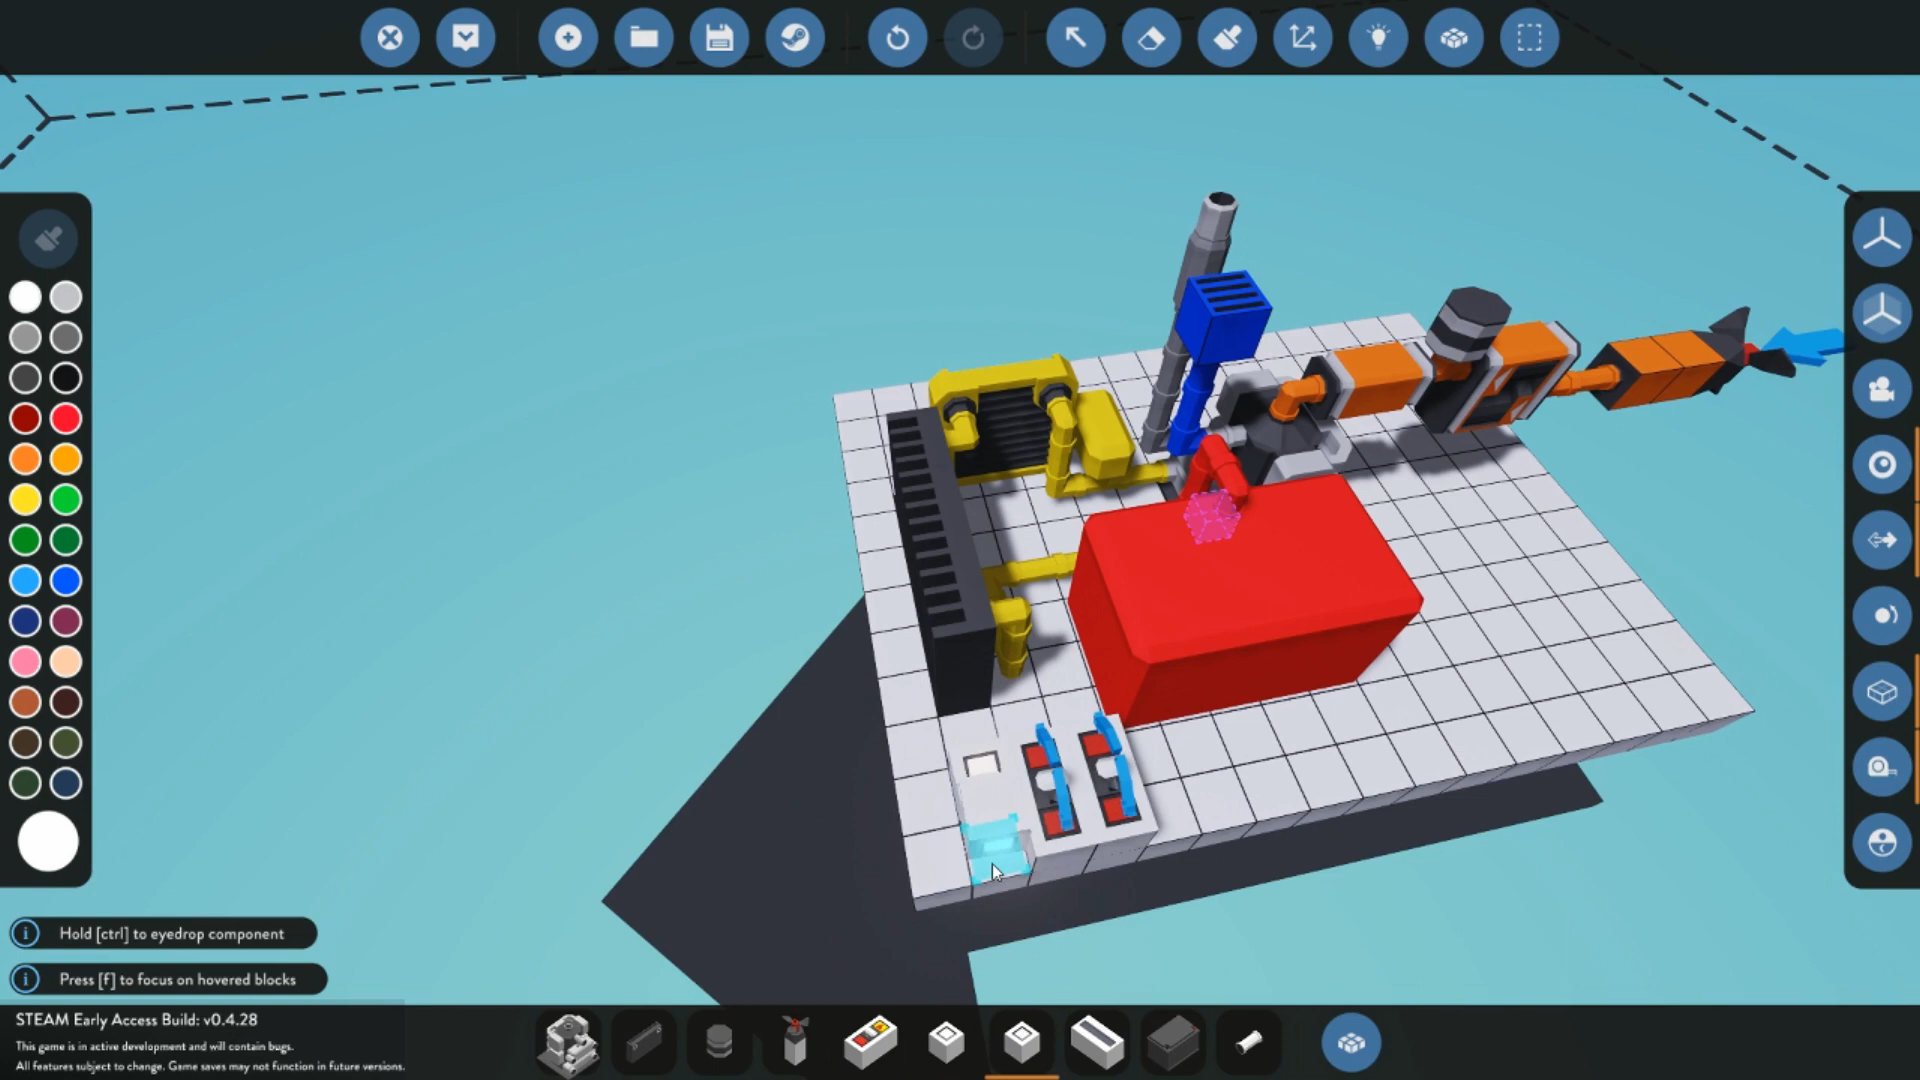 Hold [ctrl] to eyedrop component
Press [f] to focus on hovered blocks
STEAM Early Access Build: v0.4.28
This game is in active development and will contain bugs.
All features subject to change. Game saves may not function in future versions.